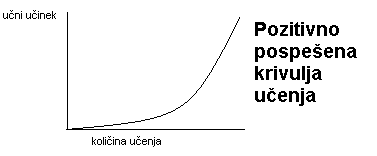 učni učinek
Pozitivno
pospešena
krivulja
učenja
količina učenja